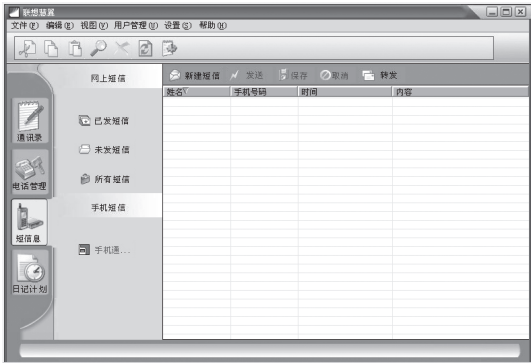 联想慧翼
文件(F) 编辑(E) 视图(V) 用户管理(U) 设置(S) 帮助(H)
网上短信
新建短信 发送 保存 取消 转发
姓名 手机号码 时间 内容
通讯录
已发短信
未发短信
电话管理
所有短信
手机短信
短信息
手机通...
日记计划